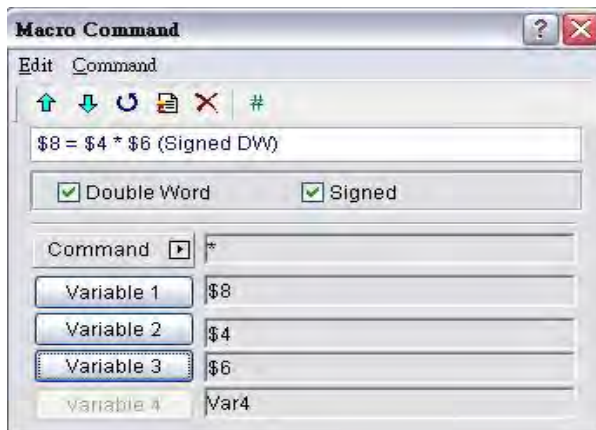 Macro Command
Edit Command
#
$8 = $4 * $6 (Signed DW)
Double Word Signed
Command *
Variable 1 $8
Variable 2 $4
Variable 3 $6
Variable 4 Var4